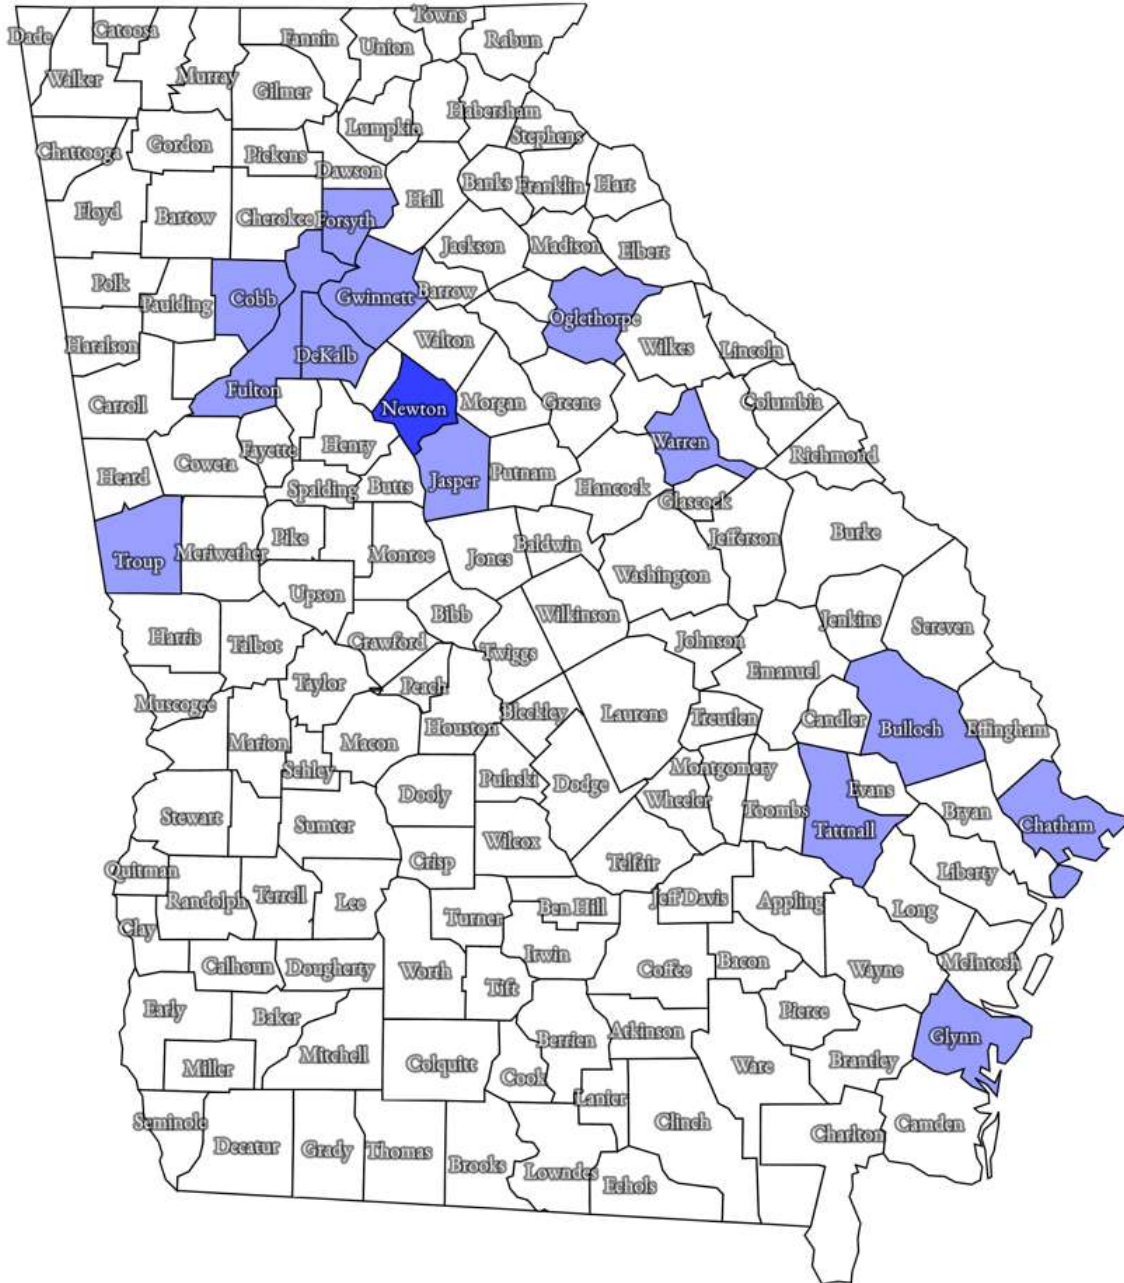 Towns
Dade
Catoosa
Fannin
Union
Rabun
Walker
Murray
Gilmer
Habersham
Lumpkin
Stephens
Chattooga
Gordon
Pickens
Dawson
Banks
Franklin
Hart
Hall
Floyd
Bartow
Cherokee
Forsyth
Jackson
Madison
Elbert
Polk
Paulding
Cobb
Gwinnett
Barrow
Oglethorpe
Haralson
DeKalb
Walton
Wilkes
Lincoln
Carroll
Fulton
Newton
Morgan
Greene
Columbia
Heard
Coweta
Fayette
Henry
Warren
Richmond
Spalding
Butts
Jasper
Putnam
Hancock
Glascock
Troup
Meriwether
Pike
Monroe
Jones
Baldwin
Jefferson
Burke
Upson
Washington
Harris
Talbot
Crawford
Bibb
Wilkinson
Johnson
Jenkins
Screven
Taylor
Peach
Twiggs
Emanuel
Muscogee
Marion
Macon
Houston
Bleckley
Laurens
Treutlen
Candler
Bulloch
Effingham
Schley
Dooly
Pulaski
Dodge
Montgomery
Wheeler
Toombs
Evans
Tattnall
Bryan
Chatham
Stewart
Sumter
Crisp
Wilcox
Telfair
Quitman
Randolph
Terrell
Lee
Liberty
Clay
Turner
Ben Hill
Jeff Davis
Appling
Long
Calhoun
Dougherty
Worth
Irwin
Tift
Coffee
Bacon
Wayne
McIntosh
Early
Baker
Miller
Mitchell
Colquitt
Cook
Berrien
Atkinson
Pierce
Ware
Brantley
Glynn
Seminole
Decatur
Grady
Thomas
Brooks
Lanier
Lowndes
Clinch
Echols
Charlton
Camden